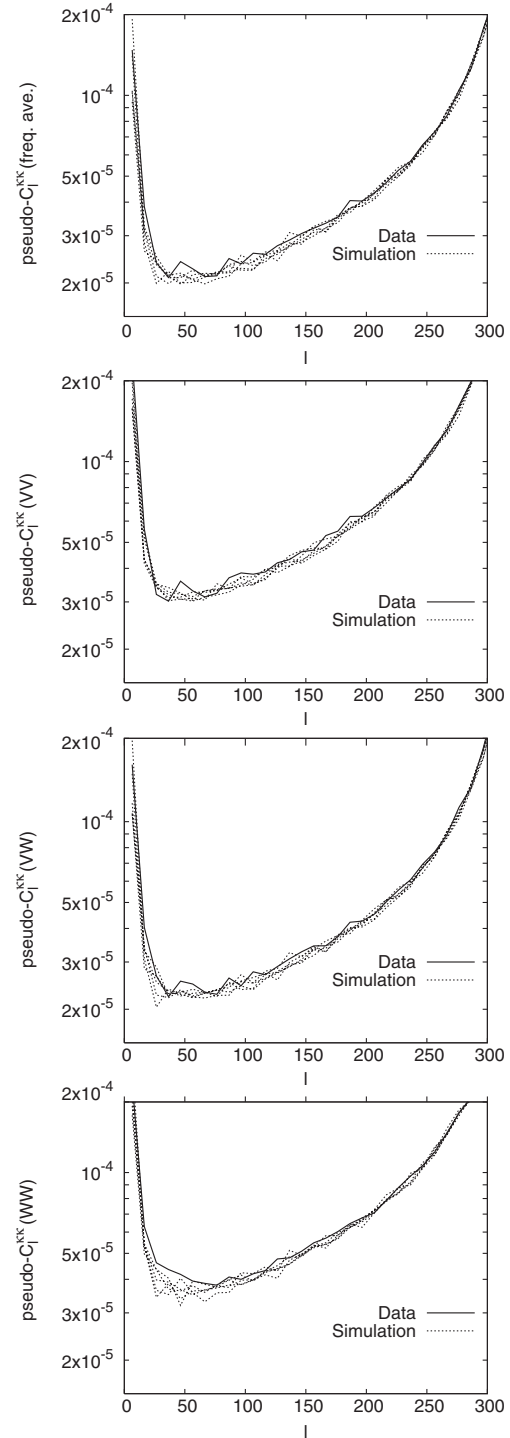 2x10⁻⁴
10⁻⁴
5x10⁻⁵
3x10⁻⁵
2x10⁻⁵
pseudo-Cₗ^κκ (freq. ave.)
Data
Simulation
0 50 100 150 200 250 300
l
2x10⁻⁴
10⁻⁴
5x10⁻⁵
3x10⁻⁵
2x10⁻⁵
pseudo-Cₗ^κκ (VV)
Data
Simulation
0 50 100 150 200 250 300
l
2x10⁻⁴
10⁻⁴
5x10⁻⁵
3x10⁻⁵
2x10⁻⁵
pseudo-Cₗ^κκ (VW)
Data
Simulation
0 50 100 150 200 250 300
l
2x10⁻⁴
10⁻⁴
5x10⁻⁵
3x10⁻⁵
2x10⁻⁵
pseudo-Cₗ^κκ (WW)
Data
Simulation
0 50 100 150 200 250 300
l